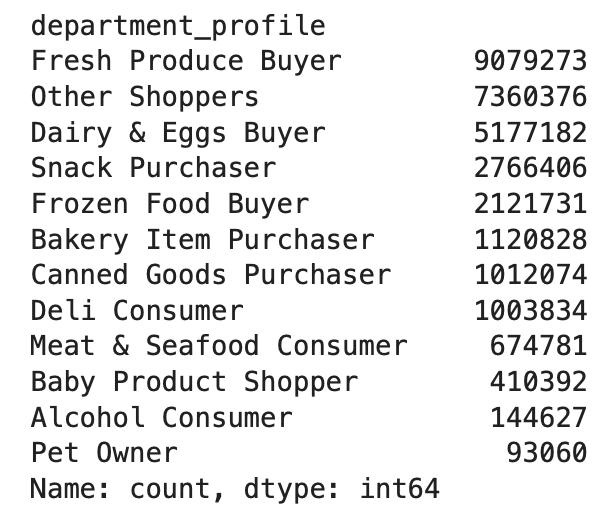 department_profile
Fresh Produce Buyer 9079273
Other Shoppers 7360376
Dairy & Eggs Buyer 5177182
Snack Purchaser 2766406
Frozen Food Buyer 2121731
Bakery Item Purchaser 1120828
Canned Goods Purchaser 1012074
Deli Consumer 1003834
Meat & Seafood Consumer 674781
Baby Product Shopper 410392
Alcohol Consumer 144627
Pet Owner 93060
Name: count, dtype: int64